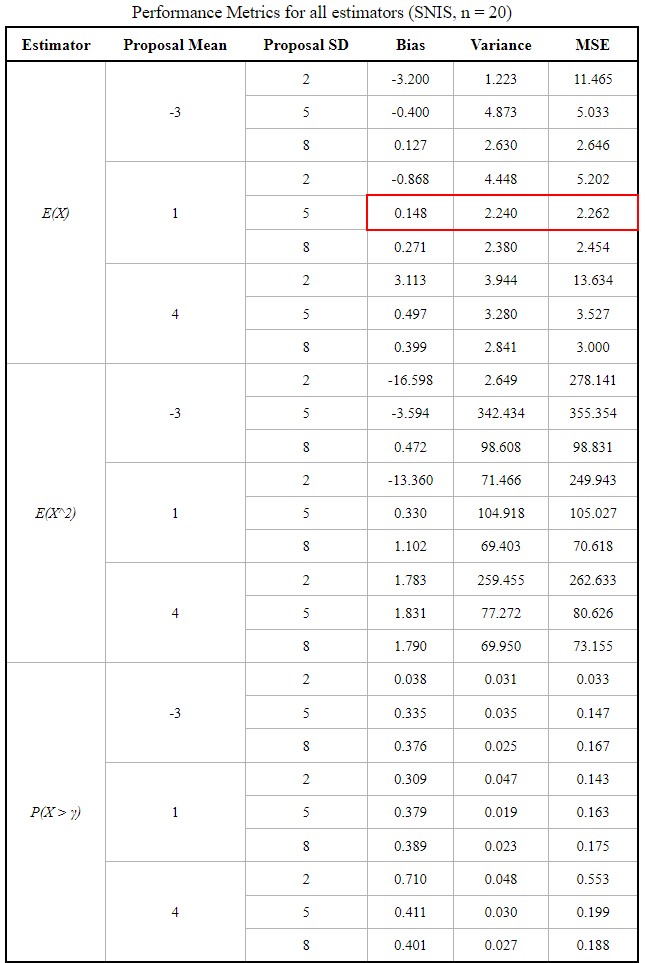 Performance Metrics for all estimators (SNIS, n = 20)
Estimator Proposal Mean Proposal SD Bias Variance MSE
E(X) -3 2 -3.200 1.223 11.465
5 -0.400 4.873 5.033
8 0.127 2.630 2.646
1 2 -0.868 4.448 5.202
5 0.148 2.240 2.262
8 0.271 2.380 2.454
4 2 3.113 3.944 13.634
5 0.497 3.280 3.527
8 0.399 2.841 3.000
E(X^2) -3 2 -16.598 2.649 278.141
5 -3.594 342.434 355.354
8 0.472 98.608 98.831
1 2 -13.360 71.466 249.943
5 0.330 104.918 105.027
8 1.102 69.403 70.618
4 2 1.783 259.455 262.633
5 1.831 77.272 80.626
8 1.790 69.950 73.155
P(X > γ) -3 2 0.038 0.031 0.033
5 0.335 0.035 0.147
8 0.376 0.025 0.167
1 2 0.309 0.047 0.143
5 0.379 0.019 0.163
8 0.389 0.023 0.175
4 2 0.710 0.048 0.553
5 0.411 0.030 0.199
8 0.401 0.027 0.188